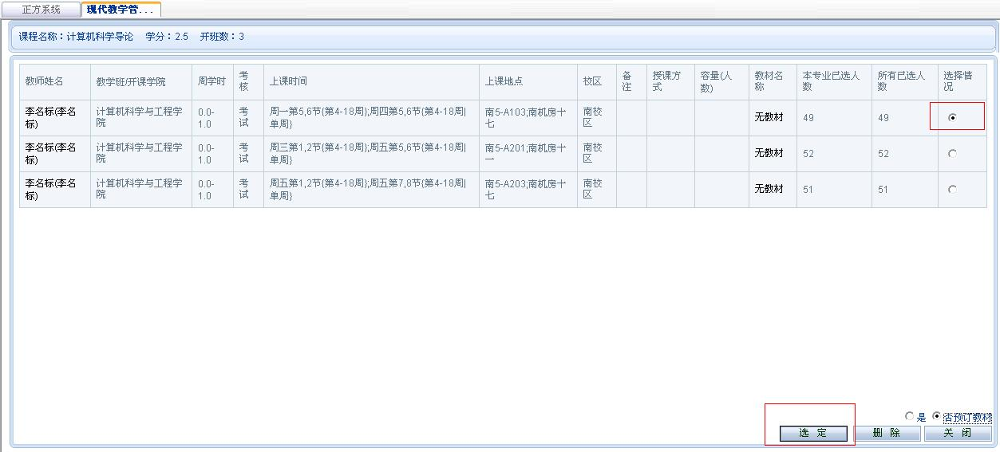 正方系统 现代教学管...
课程名称：计算机科学导论 学分：2.5 开班数：3
教师姓名 教学班/开课学院 周学时 考核 上课时间 上课地点 校区 备注 授课方式 容量(人数) 教材名称 本专业已选人数 所有已选人数 选择情况
李名标(李名标) 计算机科学与工程学院 0.0-1.0 考试 周一第5,6节{第4-18周};周四第5,6节{第4-18周|单周} 南5-A103;南机房十七 南校区 无教材 49 49
李名标(李名标) 计算机科学与工程学院 0.0-1.0 考试 周三第1,2节{第4-18周};周五第5,6节{第4-18周|单周} 南5-A201;南机房十一 南校区 无教材 52 52
李名标(李名标) 计算机科学与工程学院 0.0-1.0 考试 周五第1,2节{第4-18周};周五第7,8节{第4-18周|单周} 南5-A203;南机房十七 南校区 无教材 51 51
是 否预订教材
选 定 删 除 关 闭